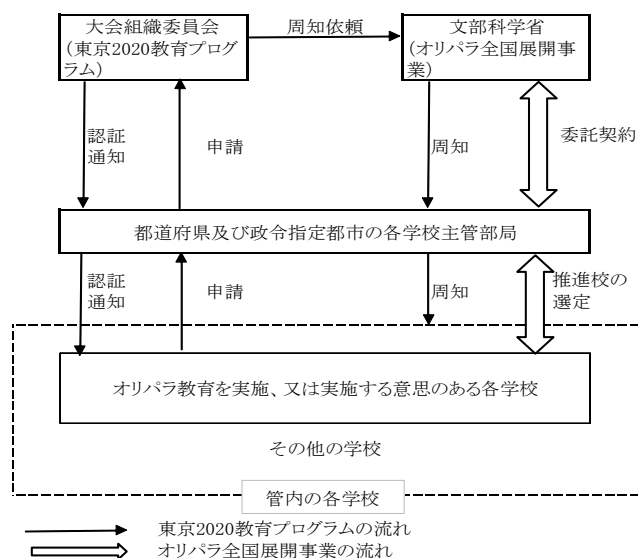 大会組織委員会
(東京2020教育プログ
ラム)
周知依頼
文部科学省
(オリパラ全国展開事
業)
認証
通知
申請
周知
委託契約
都道府県及び政令指定都市の各学校主管部局
認証
通知
申請
周知
推進校の
選定
オリパラ教育を実施、又は実施する意思のある各学校
その他の学校
管内の各学校
東京2020教育プログラムの流れ
オリパラ全国展開事業の流れ